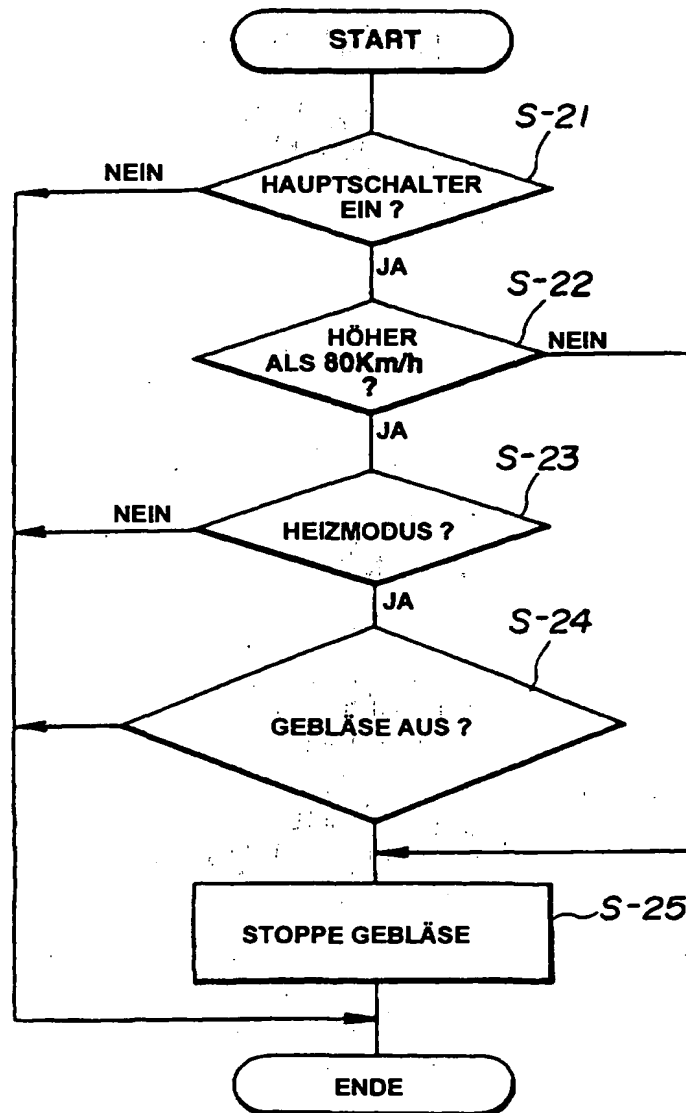 START
S-21
NEIN
HAUPTSCHALTER
EIN ?
JA
S-22
HÖHER
NEIN
ALS 80Km/h
?
JA
S-23
NEIN
HEIZMODUS ?
JA
S-24
GEBLÄSE AUS ?
STOPPE GEBLÄSE
S-25
ENDE